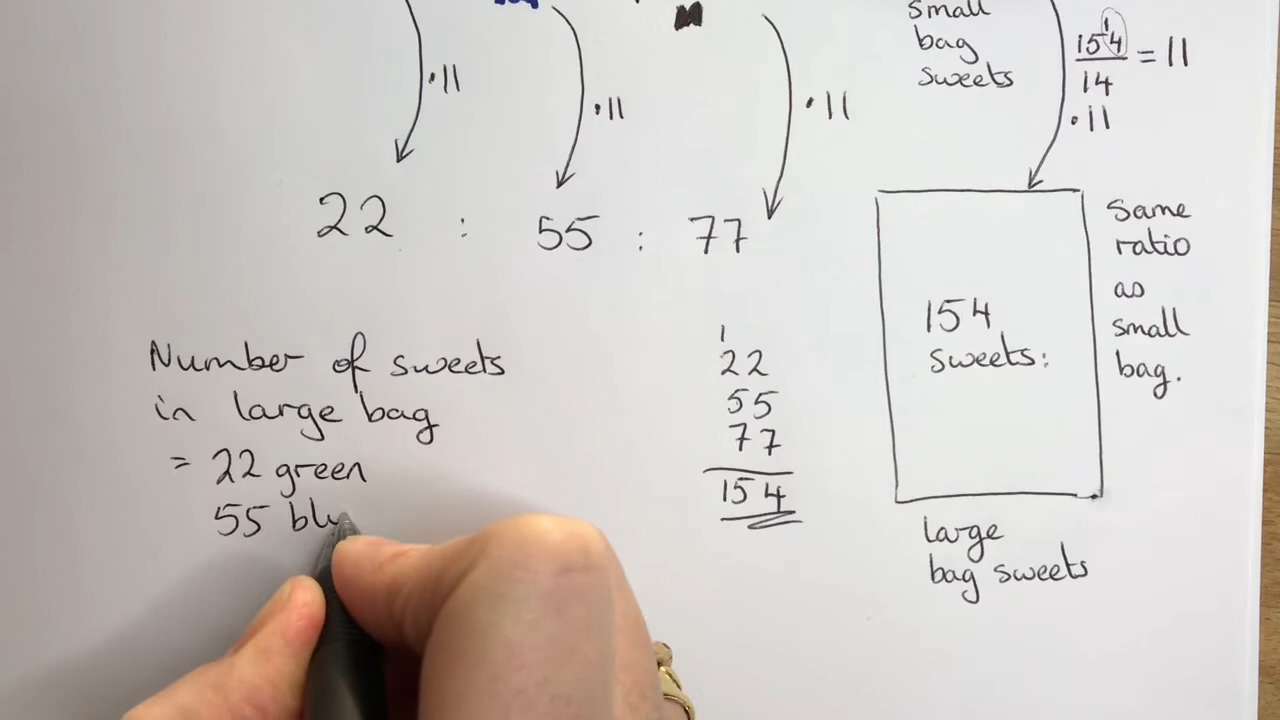 small
bag
sweets
154
14
= 11
·11
·11
·11
·11
22 : 55 : 77
154
sweets:
Same
ratio
as
small
bag.
large
bag sweets
1
22
55
77
154
Number of sweets
in large bag
= 22 green
55 blu